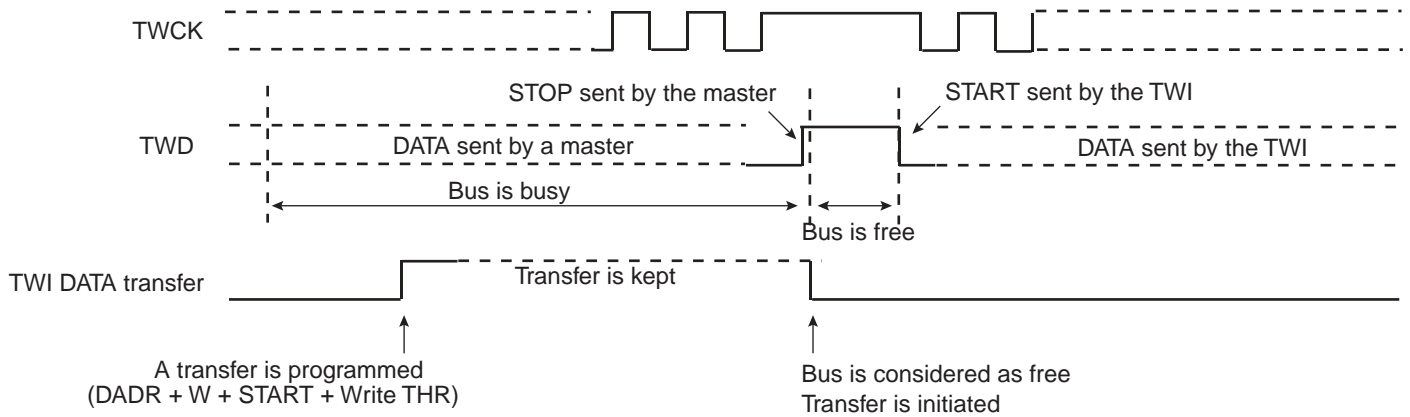 TWCK
STOP sent by the master
START sent by the TWI
TWD
DATA sent by a master
DATA sent by the TWI
Bus is busy
Bus is free
TWI DATA transfer
Transfer is kept
A transfer is programmed
(DADR + W + START + Write THR)
Bus is considered as free
Transfer is initiated